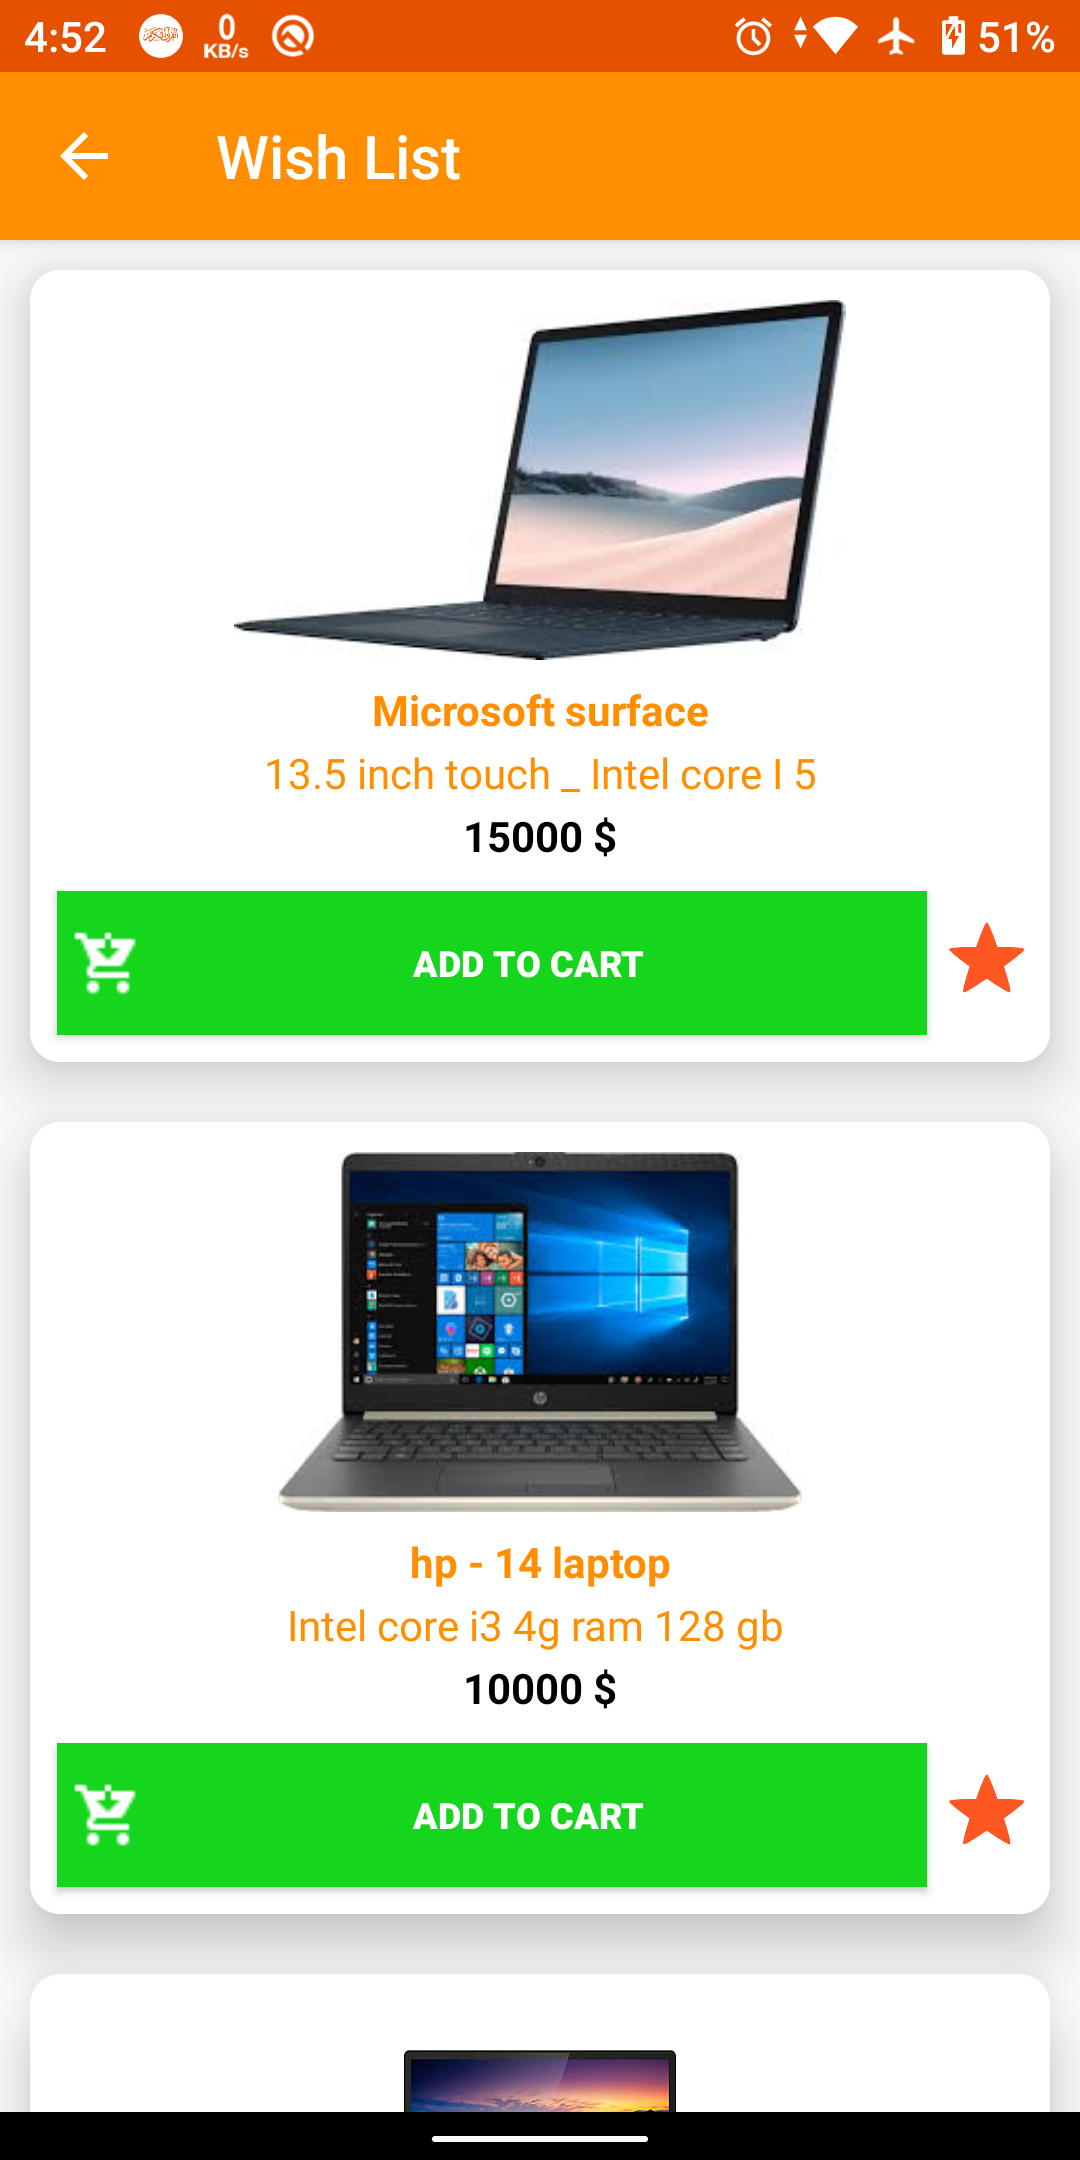 4:52 0 KB/s 51%
Wish List
Microsoft surface
13.5 inch touch _ Intel core I 5
15000 $
ADD TO CART
hp - 14 laptop
Intel core i3 4g ram 128 gb
10000 $
ADD TO CART